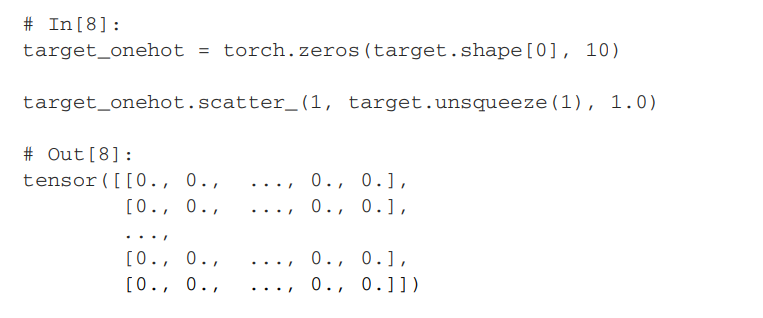 # In[8]:
target_onehot = torch.zeros(target.shape[0], 10)
target_onehot.scatter_(1, target.unsqueeze(1), 1.0)
# Out[8]:
tensor([[0., 0., ..., 0., 0.],
[0., 0., ..., 0., 0.],
...,
[0., 0., ..., 0., 0.],
[0., 0., ..., 0., 0.]])